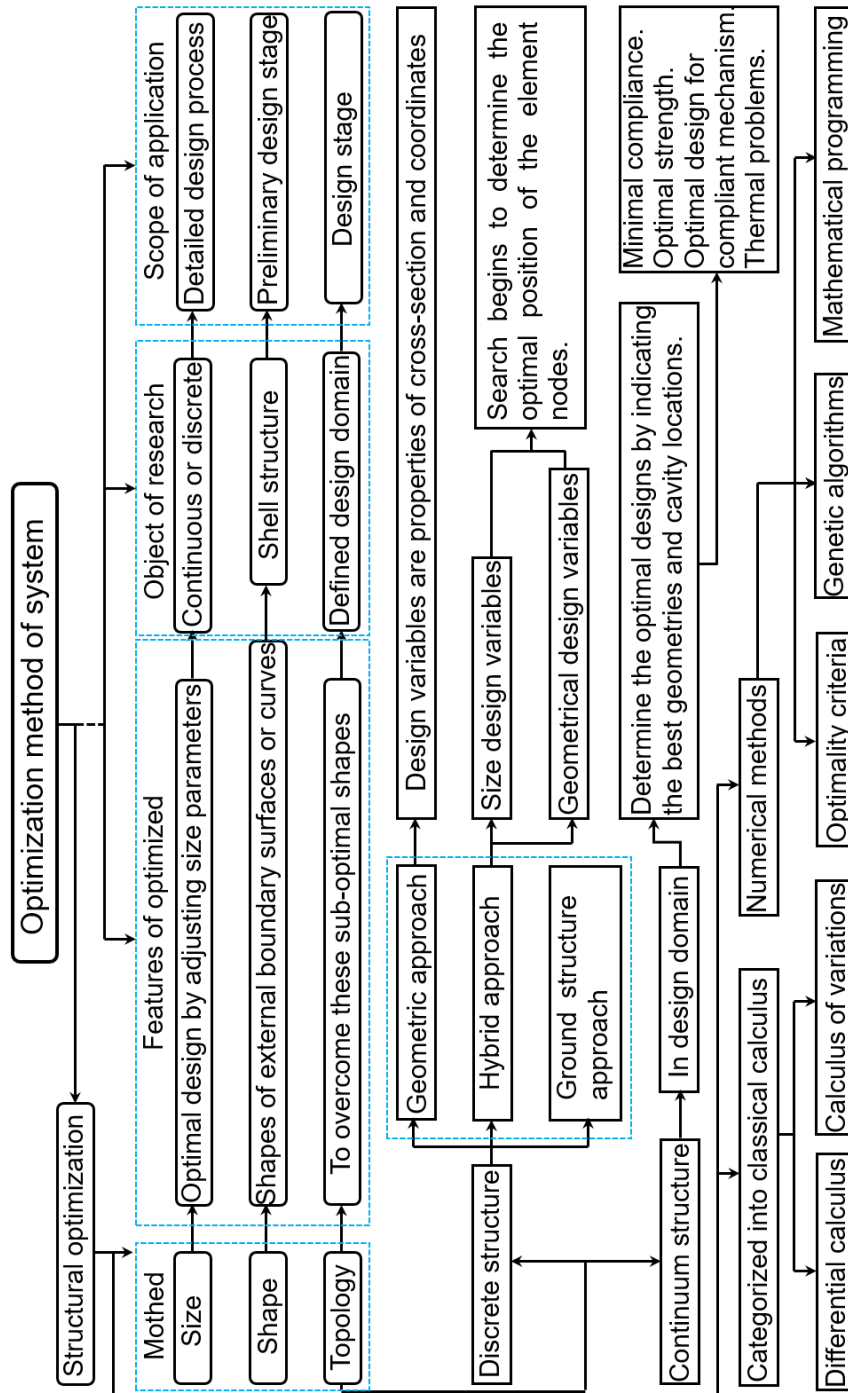 Optimization method of system
Structural optimization
Mothed
Features of optimized
Object of research
Scope of application
Size
Optimal design by adjusting size parameters
Continuous or discrete
Detailed design process
Shape
Shapes of external boundary surfaces or curves
Shell structure
Preliminary design stage
Topology
To overcome these sub-optimal shapes
Defined design domain
Design stage
Discrete structure
Geometric approach
Design variables are properties of cross-section and coordinates
Hybrid approach
Size design variables
Geometrical design variables
Search begins to determine the
optimal position of the element
nodes.
Ground structure
approach
Continuum structure
In design domain
Determine the optimal designs by indicating
the best geometries and cavity locations.
Minimal compliance.
Optimal strength.
Optimal design for
compliant mechanism.
Thermal problems.
Categorized into classical calculus
Numerical methods
Differential calculus
Calculus of variations
Optimality criteria
Genetic algorithms
Mathematical programming